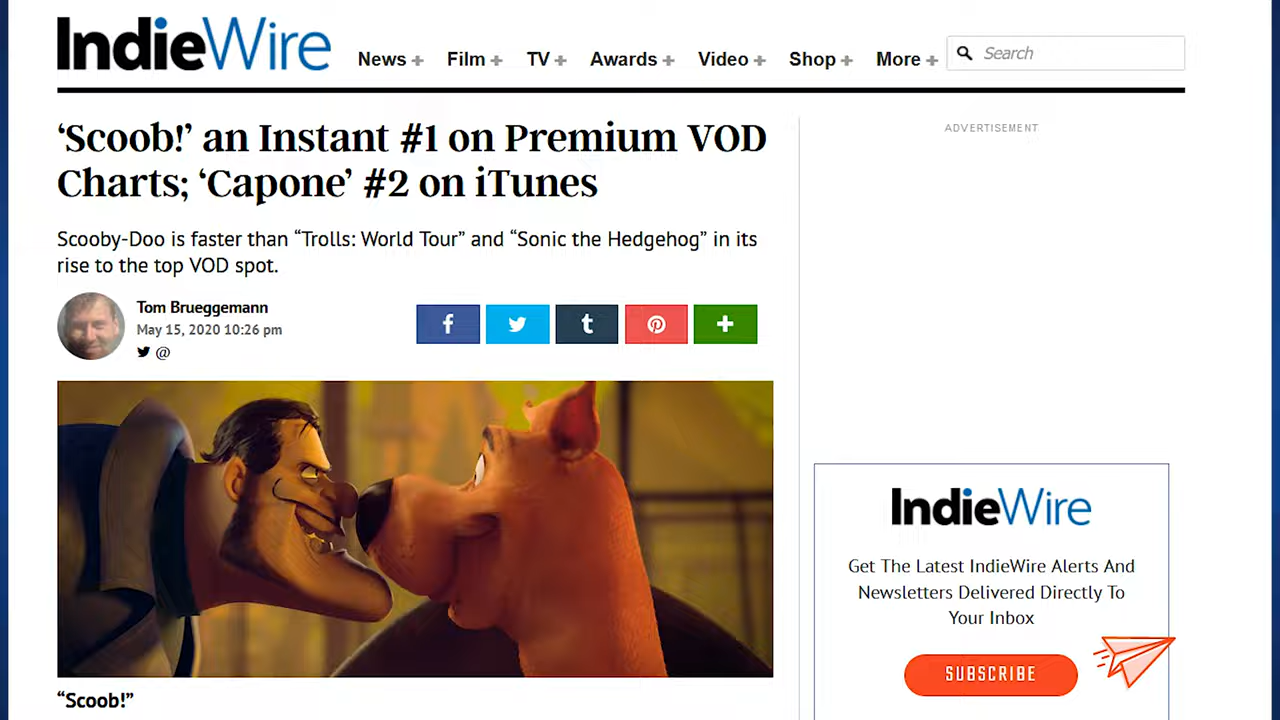 IndieWire
News + Film + TV + Awards + Video + Shop + More + Search
‘Scoob!’ an Instant #1 on Premium VOD
Charts; ‘Capone’ #2 on iTunes
Scooby-Doo is faster than “Trolls: World Tour” and “Sonic the Hedgehog” in its
rise to the top VOD spot.
Tom Brueggemann
May 15, 2020 10:26 pm
@
f t +
“Scoob!”
ADVERTISEMENT
IndieWire
Get The Latest IndieWire Alerts And
Newsletters Delivered Directly To
Your Inbox
SUBSCRIBE